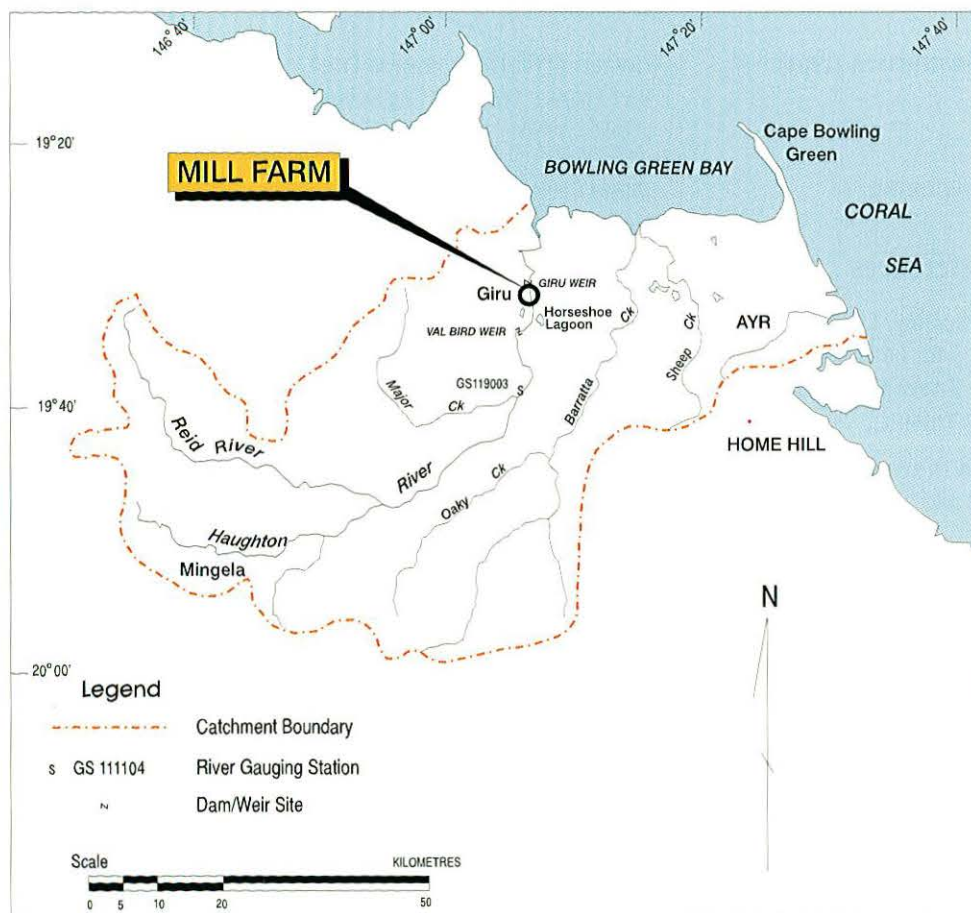 146° 40'
147° 00'
147° 20'
147° 40'
19° 20'
Cape Bowling
Green
MILL FARM
BOWLING GREEN BAY
CORAL
SEA
GIRU WEIR
Giru
Horseshoe
Lagoon
Ck
Ck
AYR
VAL BIRD WEIR
GS119003
S
Sheep
Major
Ck
Barratta
19° 40'
Reid River
River
HOME HILL
Ck
Oaky
Haughton
Mingela
N
20° 00'
Legend
Catchment Boundary
S GS 111104 River Gauging Station
Dam/Weir Site
Scale KILOMETRES
0 5 10 20 50